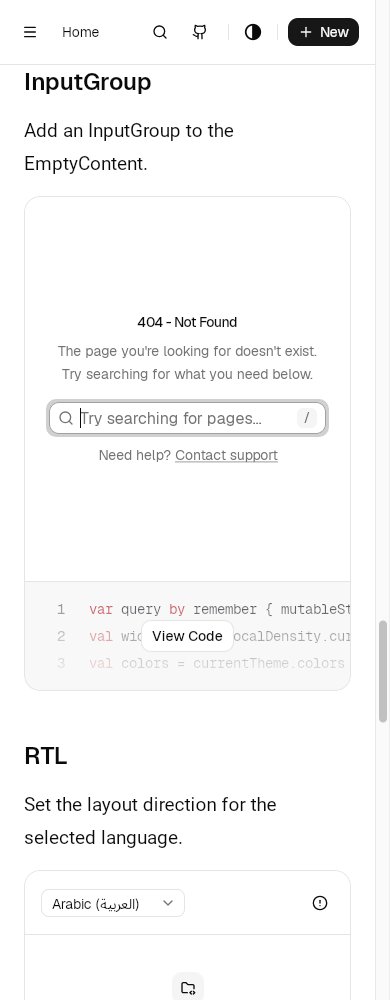 Home
New
InputGroup
Add an InputGroup to the
EmptyContent.
404 - Not Found
The page you're looking for doesn't exist.
Try searching for what you need below.
Try searching for pages...
/
Need help? Contact support
1 var query by remember { mutableSt
2 val wid ocalDensity.cur
View Code
3 val colors = currentTheme.colors
RTL
Set the layout direction for the
selected language.
Arabic (العربية)